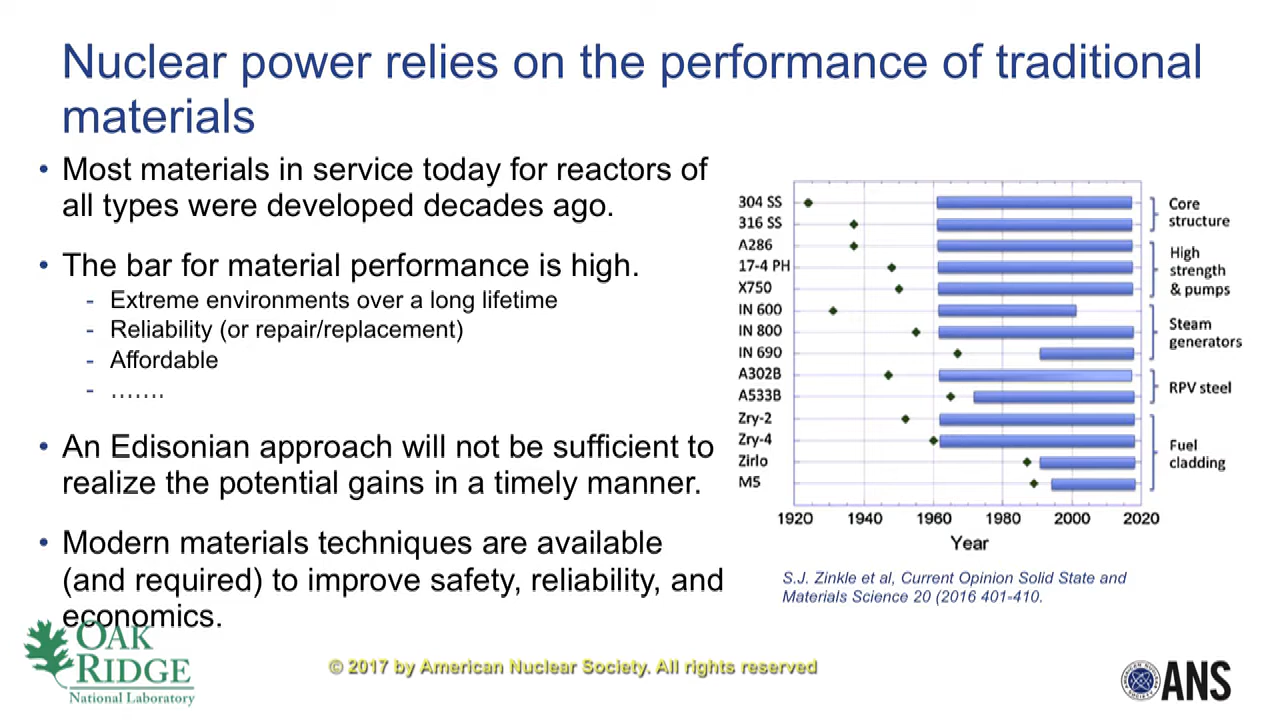 Nuclear power relies on the performance of traditional
materials
• Most materials in service today for reactors of
all types were developed decades ago.
• The bar for material performance is high.
- Extreme environments over a long lifetime
- Reliability (or repair/replacement)
- Affordable
- …….
• An Edisonian approach will not be sufficient to
realize the potential gains in a timely manner.
• Modern materials techniques are available
(and required) to improve safety, reliability, and
economics.
304 SS
316 SS
A286
17-4 PH
X750
IN 600
IN 800
IN 690
A302B
A533B
Zry-2
Zry-4
Zirlo
M5
Core
structure
High
strength
& pumps
Steam
generators
RPV steel
Fuel
cladding
1920 1940 1960 1980 2000 2020
Year
S.J. Zinkle et al, Current Opinion Solid State and
Materials Science 20 (2016 401-410.
OAK
RIDGE
National Laboratory
© 2017 by American Nuclear Society. All rights reserved
ANS